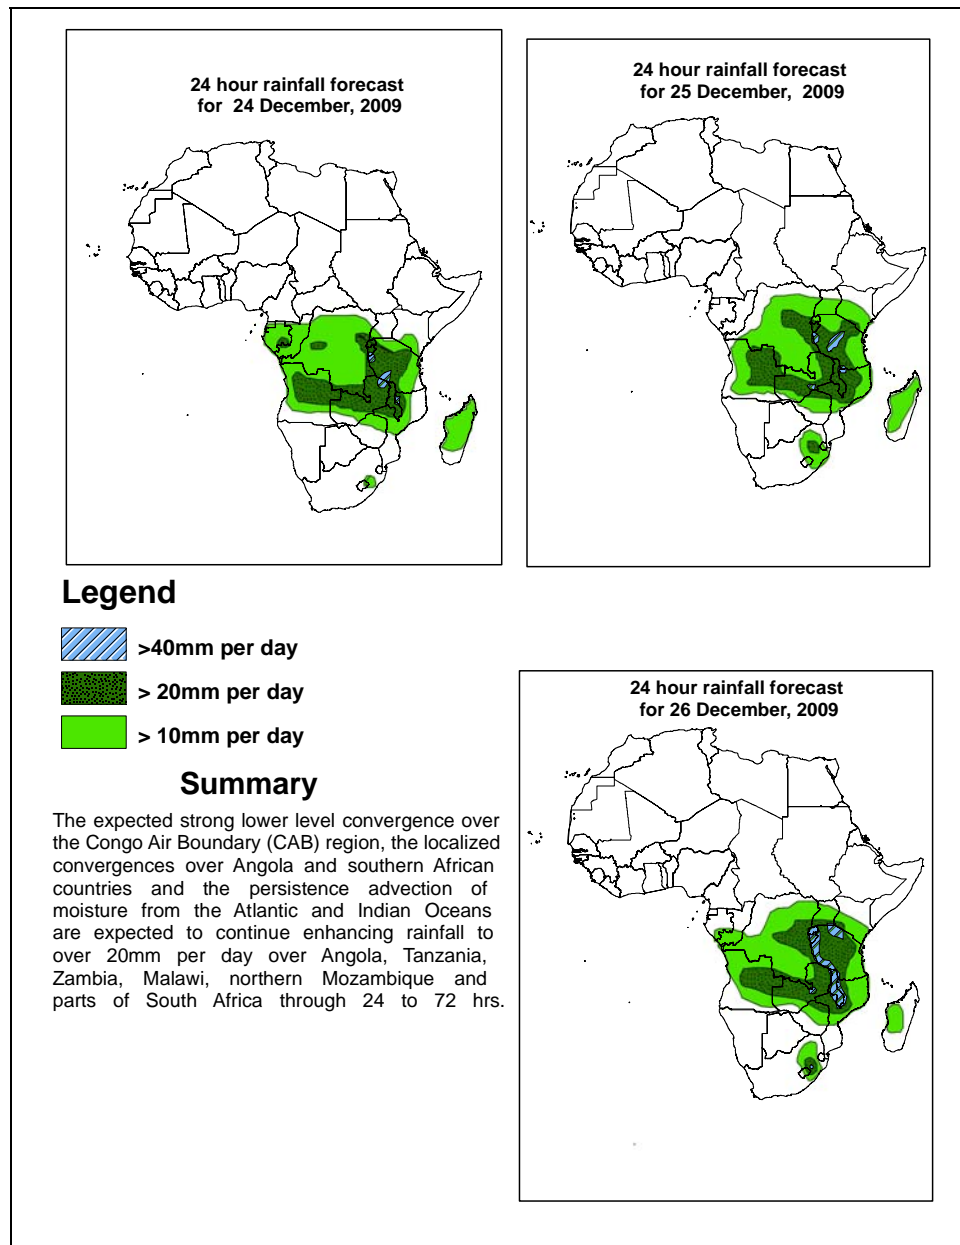 24 hour rainfall forecast
for 24 December, 2009
24 hour rainfall forecast
for 25 December, 2009
Legend
>40mm per day
> 20mm per day
> 10mm per day
Summary
The expected strong lower level convergence over
the Congo Air Boundary (CAB) region, the localized
convergences over Angola and southern African
countries and the persistence advection of
moisture from the Atlantic and Indian Oceans
are expected to continue enhancing rainfall to
over 20mm per day over Angola, Tanzania,
Zambia, Malawi, northern Mozambique and
parts of South Africa through 24 to 72 hrs.
24 hour rainfall forecast
for 26 December, 2009